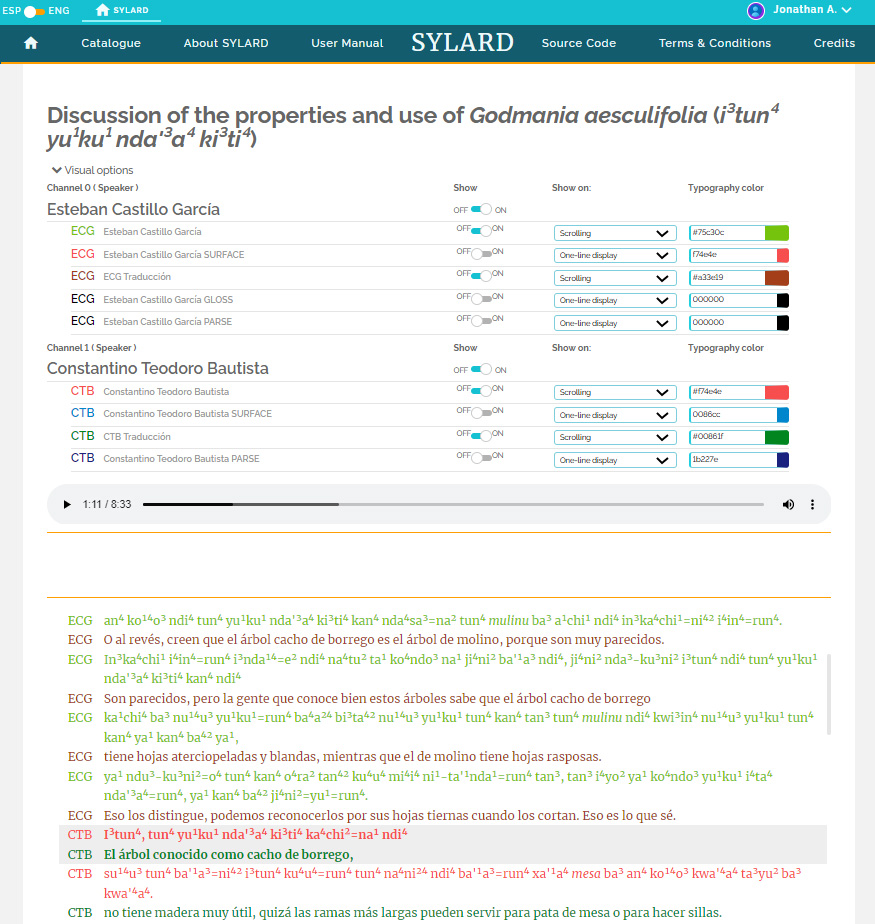 ESP ENG SYLARD Jonathan A.
Catalogue About SYLARD User Manual SYLARD Source Code Terms & Conditions Credits
Discussion of the properties and use of Godmania aesculifolia (i³tun⁴
yu¹ku¹ nda'³a⁴ ki³ti⁴)
Visual options
Channel 0 ( Speaker ) Show Show on: Typography color
Esteban Castillo García OFF ON
ECG Esteban Castillo García OFF ON Scrolling #75c30c
ECG Esteban Castillo García SURFACE OFF ON One-line display f74e4e
ECG ECG Traducción OFF ON Scrolling #a33e19
ECG Esteban Castillo García GLOSS OFF ON One-line display 000000
ECG Esteban Castillo García PARSE OFF ON One-line display 000000
Channel 1 ( Speaker ) Show Show on: Typography color
Constantino Teodoro Bautista OFF ON
CTB Constantino Teodoro Bautista OFF ON Scrolling #f74e4e
CTB Constantino Teodoro Bautista SURFACE OFF ON One-line display 0086cc
CTB CTB Traducción OFF ON Scrolling #00861f
CTB Constantino Teodoro Bautista PARSE OFF ON One-line display 1b227e
1:11 / 8:33
ECG an⁴ ko¹⁴o³ ndi⁴ tun⁴ yu¹ku¹ nda'³a⁴ ki³ti⁴ kan⁴ nda⁴sa³=na² tun⁴ mulinu ba³ a¹chi¹ ndi⁴ in³ka⁴chi¹=ni⁴² i⁴in⁴=run⁴.
ECG O al revés, creen que el árbol cacho de borrego es el árbol de molino, porque son muy parecidos.
ECG In³ka⁴chi¹ i⁴in⁴=run⁴ i³nda¹⁴=e² ndi⁴ na⁴tu² ta¹ ko⁴ndo³ na¹ ji⁴ni² ba'¹a³ ndi⁴, ji⁴ni² nda³-ku³ni² i³tun⁴ ndi⁴ tun⁴ yu¹ku¹
nda'³a⁴ ki³ti⁴ kan⁴ ndi⁴
ECG Son parecidos, pero la gente que conoce bien estos árboles sabe que el árbol cacho de borrego
ECG ka¹chi⁴ ba³ nu¹⁴u³ yu¹ku¹=run⁴ ba⁴a²⁴ bi³ta⁴² nu¹⁴u³ yu¹ku¹ tun⁴ kan⁴ tan³ tun⁴ mulinu ndi⁴ kwi³in⁴ nu¹⁴u³ yu¹ku¹ tun⁴
kan⁴ ya¹ kan⁴ ba⁴² ya¹,
ECG tiene hojas aterciopeladas y blandas, mientras que el de molino tiene hojas rasposas.
ECG ya¹ ndu³-ku³ni²=o⁴ tun⁴ kan⁴ o⁴ra² tan⁴² ku⁴u⁴ mi⁴i⁴ ni¹-ta'¹nda¹=run⁴ tan³, tan³ i⁴yo² ya¹ ko⁴ndo³ yu¹ku¹ i⁴ta⁴
nda'³a⁴=run⁴, ya¹ kan⁴ ba⁴² ji⁴ni²=yu¹=run⁴.
ECG Eso los distingue, podemos reconocerlos por sus hojas tiernas cuando los cortan. Eso es lo que sé.
CTB I³tun⁴, tun⁴ yu¹ku¹ nda'³a⁴ ki³ti⁴ ka⁴chi²=na¹ ndi⁴
CTB El árbol conocido como cacho de borrego,
CTB su¹⁴u³ tun⁴ ba'¹a³=ni⁴² i³tun⁴ ku⁴u⁴=run⁴ tun⁴ na⁴ni²⁴ ndi⁴ ba'¹a³=run⁴ xa'¹a⁴ mesa ba³ an⁴ ko¹⁴o³ kwa'⁴a⁴ ta³yu² ba³
kwa'⁴a⁴.
CTB no tiene madera muy útil, quizá las ramas más largas pueden servir para pata de mesa o para hacer sillas.